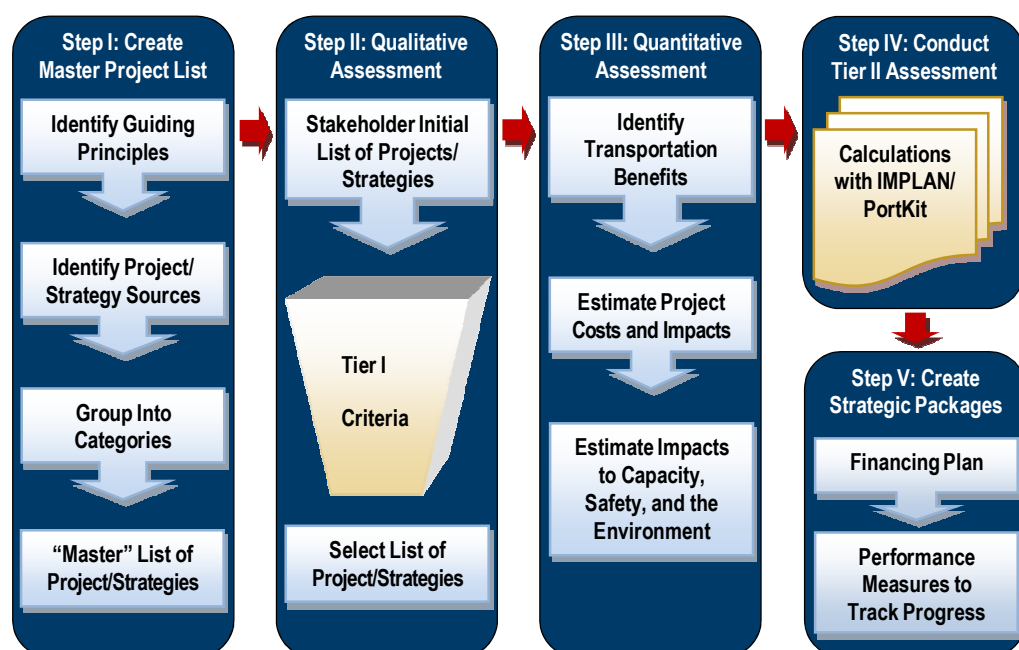 Step I: Create
Master Project List
Identify Guiding
Principles
Identify Project/
Strategy Sources
Group Into
Categories
“Master” List of
Project/Strategies
Step II: Qualitative
Assessment
Stakeholder Initial
List of Projects/
Strategies
Tier I
Criteria
Select List of
Project/Strategies
Step III: Quantitative
Assessment
Identify
Transportation
Benefits
Estimate Project
Costs and Impacts
Estimate Impacts
to Capacity,
Safety, and the
Environment
Step IV: Conduct
Tier II Assessment
Calculations
with IMPLAN/
PortKit
Step V: Create
Strategic Packages
Financing Plan
Performance
Measures to
Track Progress